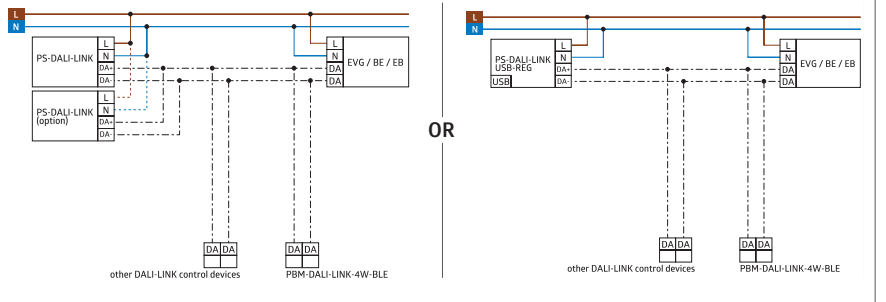 L
N
PS-DALI-LINK
L
N
DA+
DA-
PS-DALI-LINK
(option)
L
N
DA+
DA-
L
N
DA
DA
EVG / BE / EB
DA DA
other DALI-LINK control devices
DA DA
PBM-DALI-LINK-4W-BLE
OR
L
N
PS-DALI-LINK
USB-REG
USB
L
N
DA+
DA-
L
N
DA
DA
EVG / BE / EB
DA DA
other DALI-LINK control devices
DA DA
PBM-DALI-LINK-4W-BLE